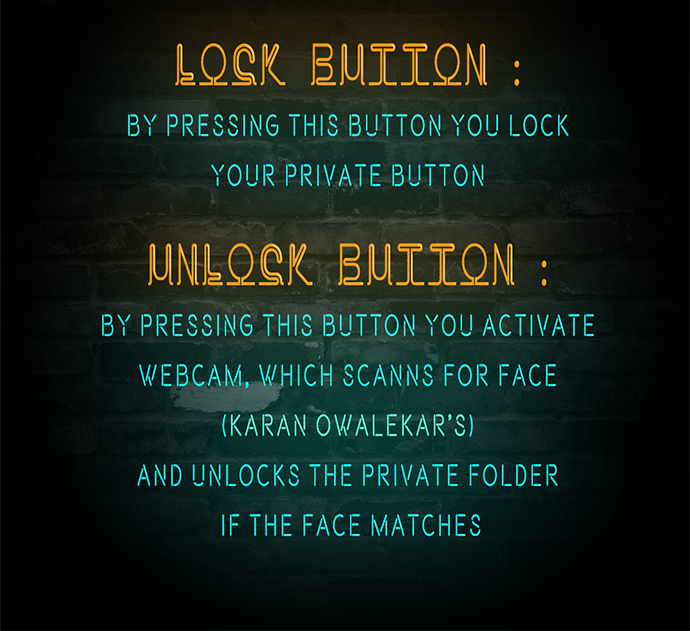 LOCK BUTTON :
BY PRESSING THIS BUTTON YOU LOCK
YOUR PRIVATE BUTTON
UNLOCK BUTTON :
BY PRESSING THIS BUTTON YOU ACTIVATE
WEBCAM, WHICH SCANNS FOR FACE
(KARAN OWALEKAR'S)
AND UNLOCKS THE PRIVATE FOLDER
IF THE FACE MATCHES